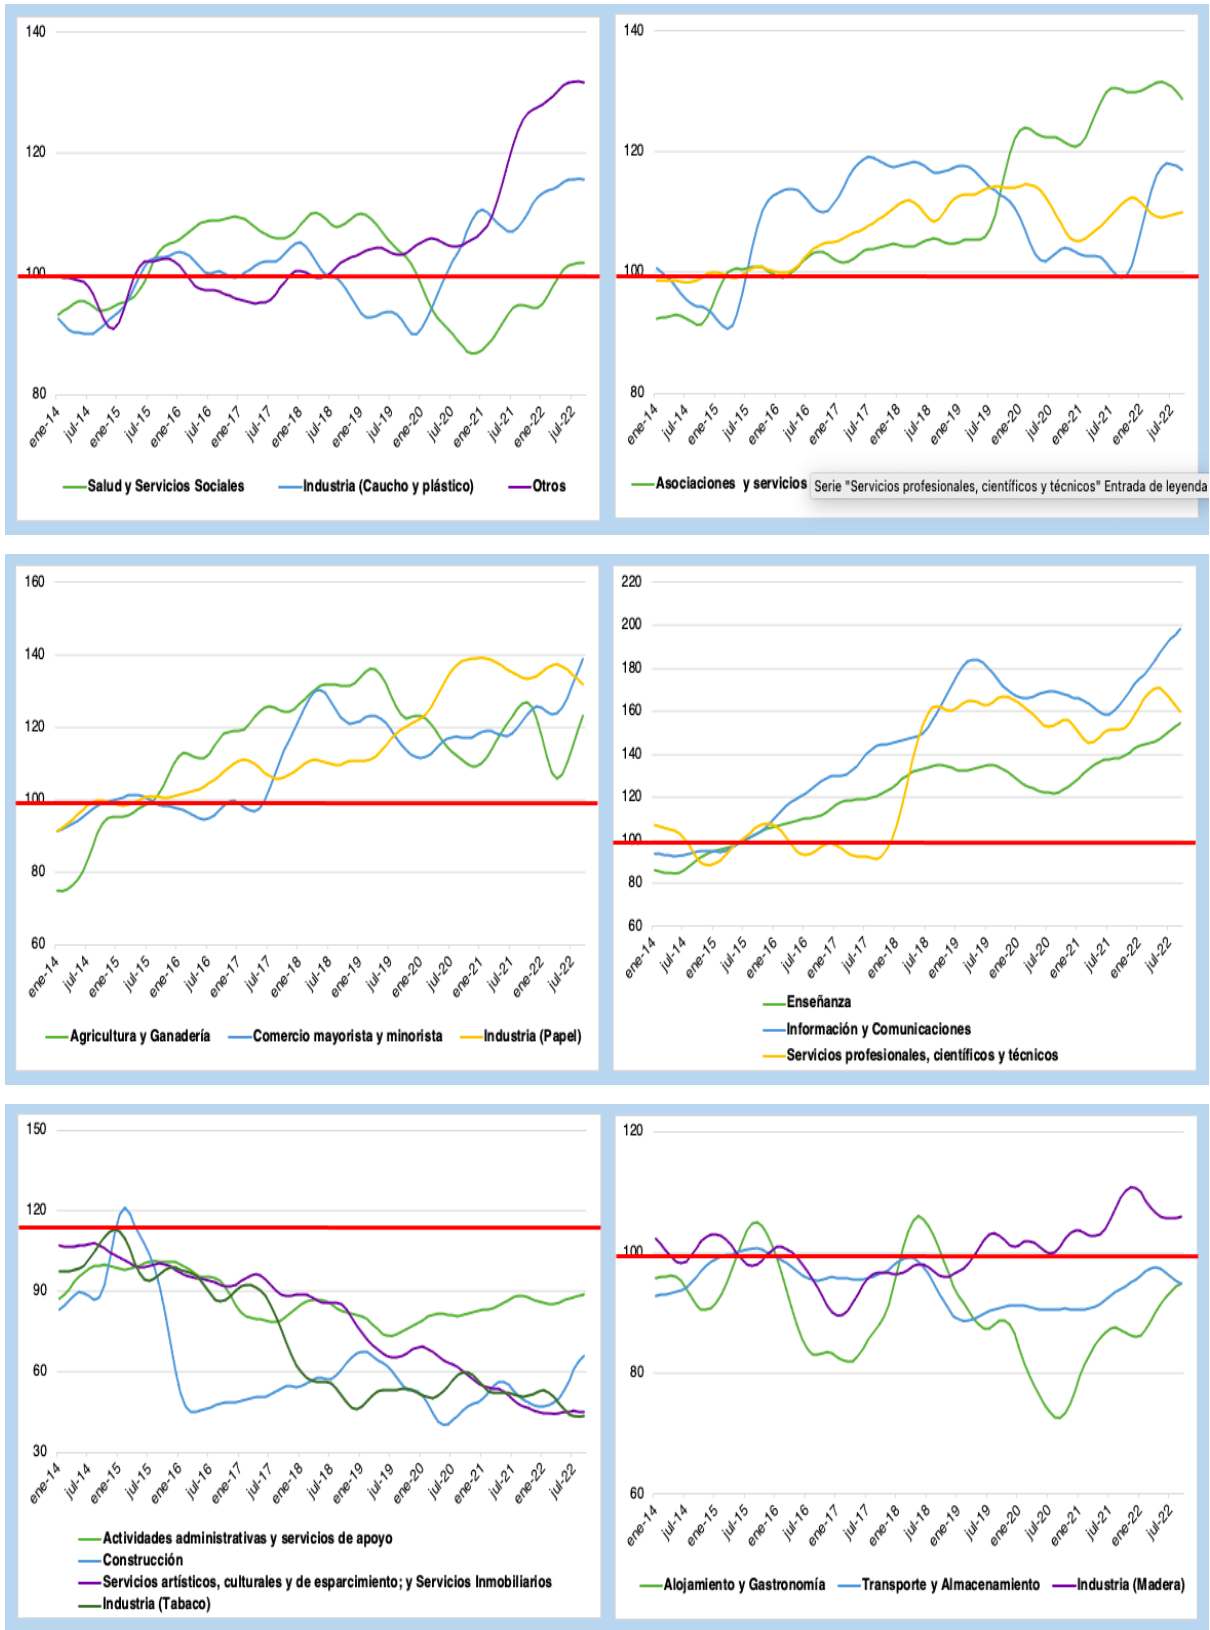 140
120
100
80
ene-14 jul-14 ene-15 jul-15 ene-16 jul-16 ene-17 jul-17 ene-18 jul-18 ene-19 jul-19 ene-20 jul-20 ene-21 jul-21 ene-22 jul-22
Salud y Servicios Sociales Industria (Caucho y plástico) Otros
140
120
100
80
ene-14 jul-14 ene-15 jul-15 ene-16 jul-16 ene-17 jul-17 ene-18 jul-18 ene-19 jul-19 ene-20 jul-20 ene-21 jul-21 ene-22 jul-22
Asociaciones y servicios
Serie "Servicios profesionales, científicos y técnicos" Entrada de leyenda
160
140
120
100
80
60
ene-14 jul-14 ene-15 jul-15 ene-16 jul-16 ene-17 jul-17 ene-18 jul-18 ene-19 jul-19 ene-20 jul-20 ene-21 jul-21 ene-22 jul-22
Agricultura y Ganadería Comercio mayorista y minorista Industria (Papel)
220
200
180
160
140
120
100
80
60
ene-14 jul-14 ene-15 jul-15 ene-16 jul-16 ene-17 jul-17 ene-18 jul-18 ene-19 jul-19 ene-20 jul-20 ene-21 jul-21 ene-22 jul-22
Enseñanza
Información y Comunicaciones
Servicios profesionales, científicos y técnicos
150
120
90
60
30
ene-14 jul-14 ene-15 jul-15 ene-16 jul-16 ene-17 jul-17 ene-18 jul-18 ene-19 jul-19 ene-20 jul-20 ene-21 jul-21 ene-22 jul-22
Actividades administrativas y servicios de apoyo
Construcción
Servicios artísticos, culturales y de esparcimiento; y Servicios Inmobiliarios
Industria (Tabaco)
120
100
80
60
ene-14 jul-14 ene-15 jul-15 ene-16 jul-16 ene-17 jul-17 ene-18 jul-18 ene-19 jul-19 ene-20 jul-20 ene-21 jul-21 ene-22 jul-22
Alojamiento y Gastronomía Transporte y Almacenamiento Industria (Madera)